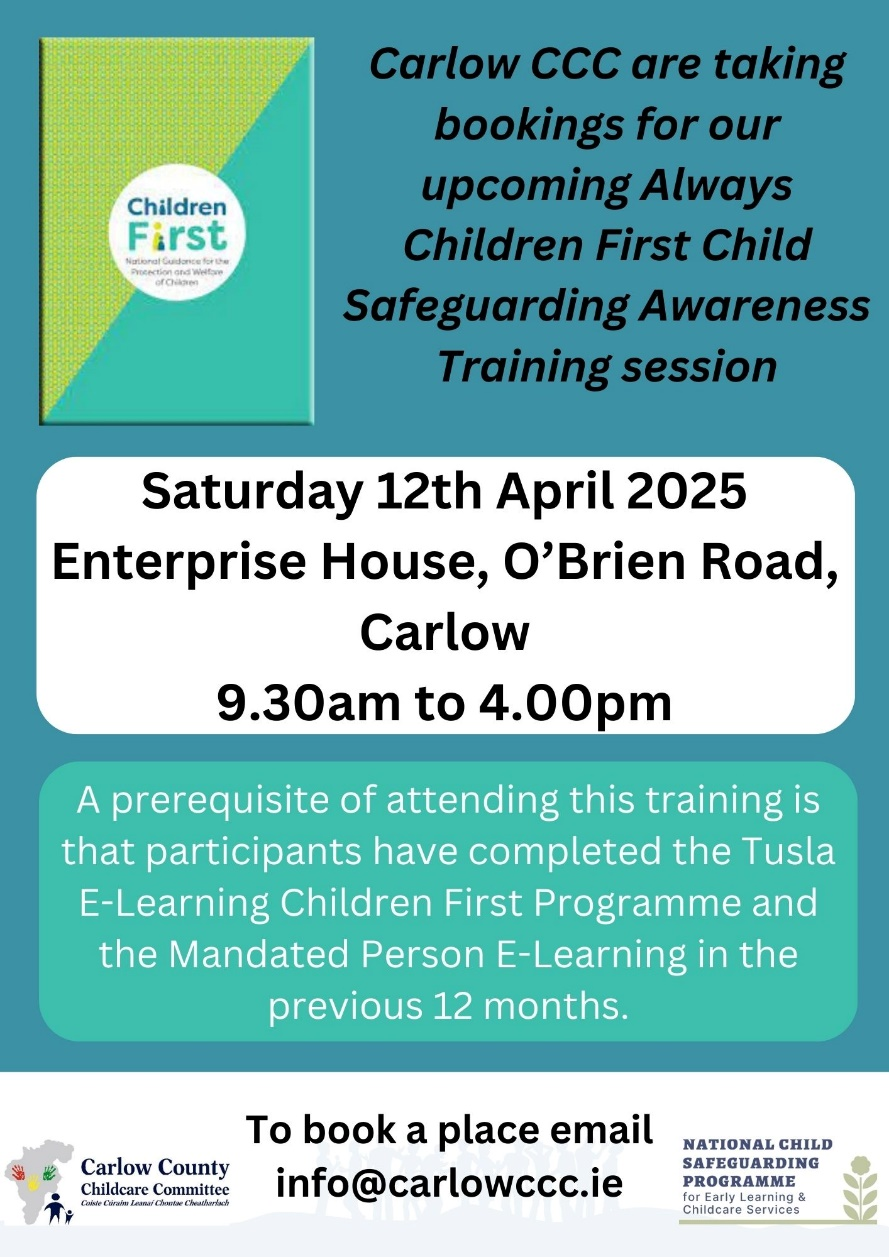 Children
First
National Guidance for the
Protection and Welfare
of Children
Carlow CCC are taking
bookings for our
upcoming Always
Children First Child
Safeguarding Awareness
Training session
Saturday 12th April 2025
Enterprise House, O’Brien Road,
Carlow
9.30am to 4.00pm
A prerequisite of attending this training is
that participants have completed the Tusla
E-Learning Children First Programme and
the Mandated Person E-Learning in the
previous 12 months.
To book a place email
info@carlowccc.ie
Carlow County
Childcare Committee
Coiste Cúraim Leanaí Chontae Cheatharlach
NATIONAL CHILD
SAFEGUARDING
PROGRAMME
for Early Learning &
Childcare Services